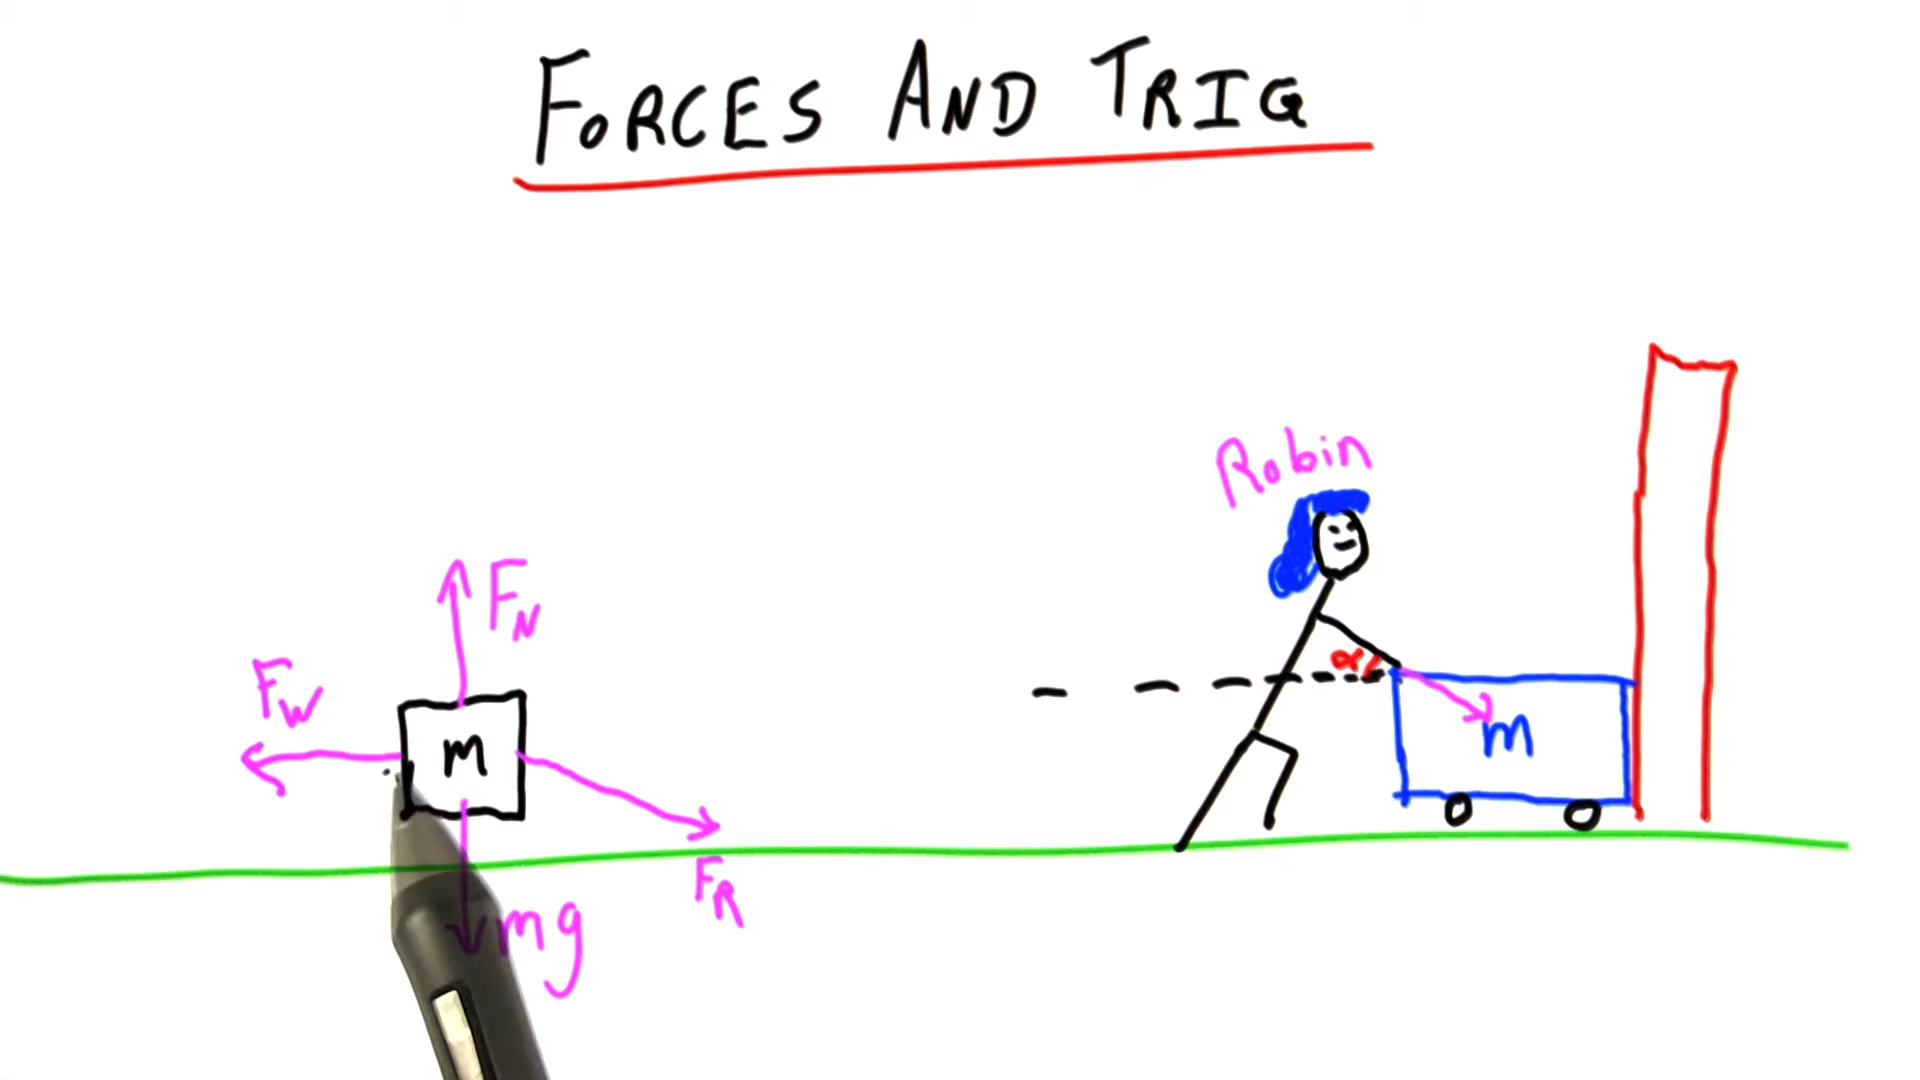 FORCES AND TRIG
Robin
α
m
F_N
F_W
m
F_R
mg